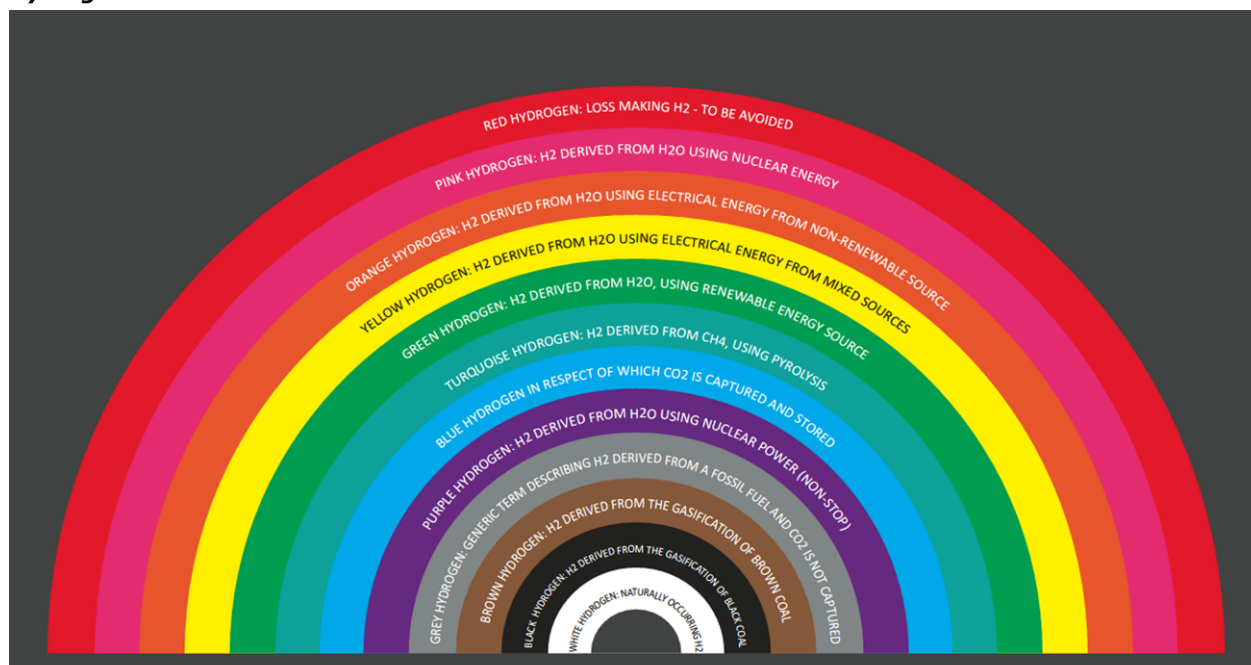 RED HYDROGEN: LOSS MAKING H2 - TO BE AVOIDED
PINK HYDROGEN: H2 DERIVED FROM H2O USING NUCLEAR ENERGY
ORANGE HYDROGEN: H2 DERIVED FROM H2O USING ELECTRICAL ENERGY FROM NON-RENEWABLE SOURCE
YELLOW HYDROGEN: H2 DERIVED FROM H2O USING ELECTRICAL ENERGY FROM MIXED SOURCES
GREEN HYDROGEN: H2 DERIVED FROM H2O, USING RENEWABLE ENERGY SOURCE
TURQUOISE HYDROGEN: H2 DERIVED FROM CH4, USING PYROLYSIS
BLUE HYDROGEN IN RESPECT OF WHICH CO2 IS CAPTURED AND STORED
PURPLE HYDROGEN: H2 DERIVED FROM H2O USING NUCLEAR POWER (NON-STOP)
GREY HYDROGEN: GENERIC TERM DESCRIBING H2 DERIVED FROM A FOSSIL FUEL AND CO2 IS NOT CAPTURED
BROWN HYDROGEN: H2 DERIVED FROM THE GASIFICATION OF BROWN COAL
BLACK HYDROGEN: H2 DERIVED FROM THE GASIFICATION OF BLACK COAL
WHITE HYDROGEN: NATURALLY OCCURRING H2